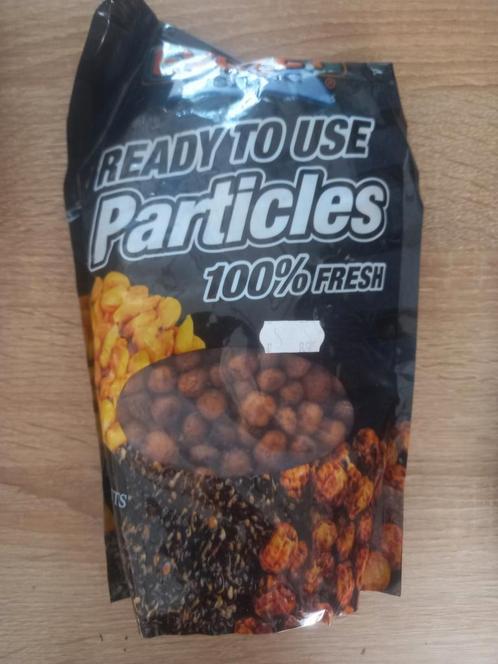 READY TO USE
Particles
100% FRESH